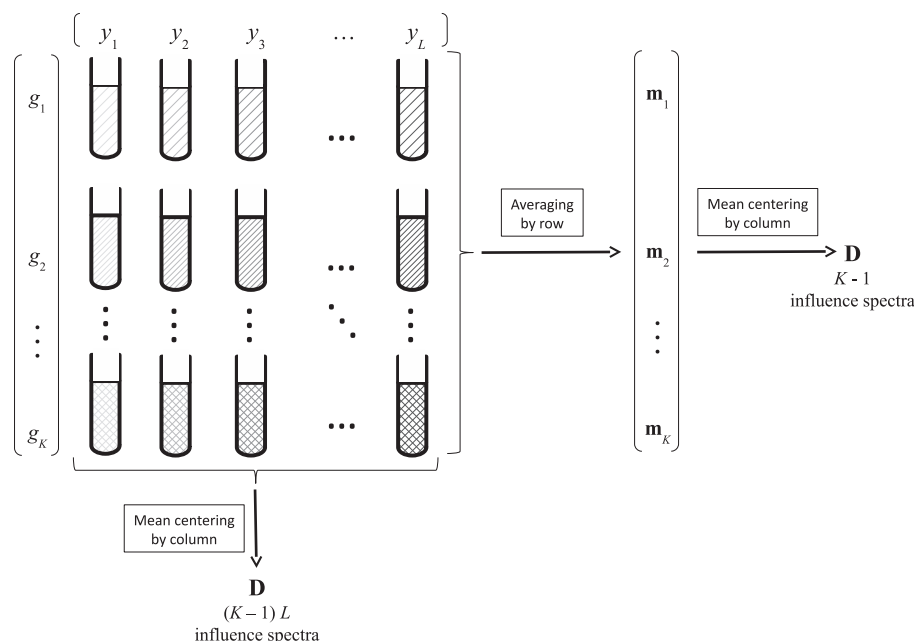 y1 y2 y3 ... yL
g1
m1
Averaging
by row
Mean centering
by column
g2
m2
D
K - 1
influence spectra
gK
mK
Mean centering
by column
D
(K – 1) L
influence spectra